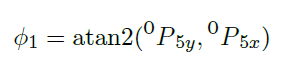 ϕ₁ = atan2(⁰P₅ᵧ, ⁰P₅ₓ)